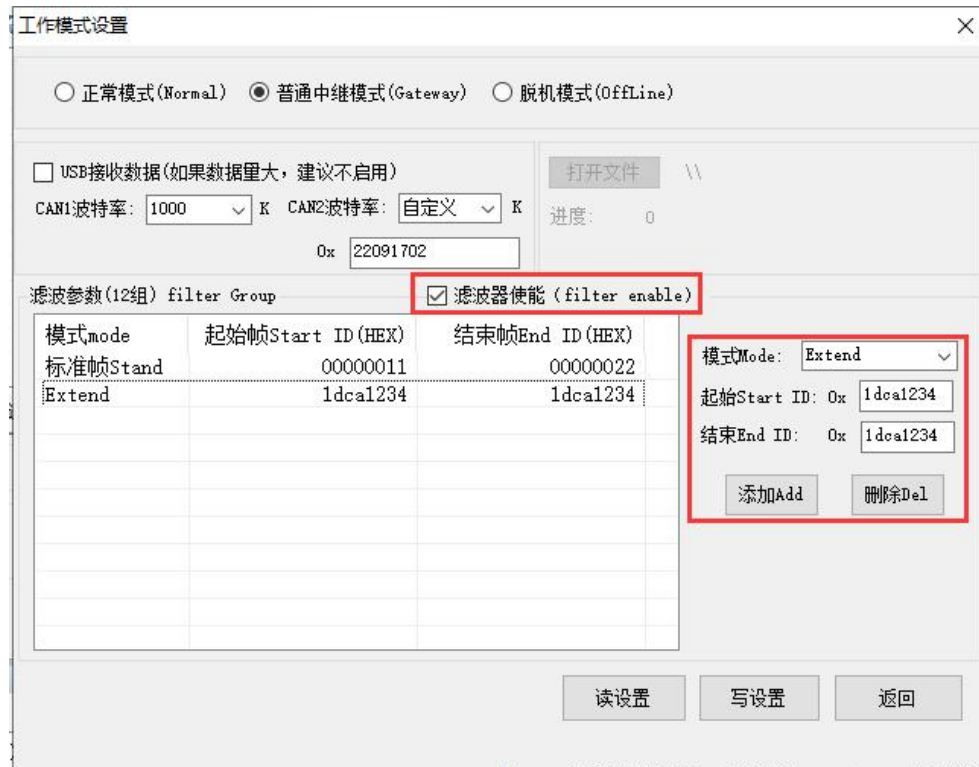 工作模式设置
正常模式(Normal) 普通中继模式(Gateway) 脱机模式(OffLine)
USB接收数据(如果数据量大，建议不启用)
CAN1波特率: 1000 K CAN2波特率: 自定义 K
0x 22091702
打开文件 \\
进度: 0
滤波参数(12组) filter Group 滤波器使能 (filter enable)
模式mode 起始帧Start ID(HEX) 结束帧End ID(HEX)
标准帧Stand 00000011 00000022
Extend 1dca1234 1dca1234
模式Mode: Extend
起始Start ID: 0x 1dca1234
结束End ID: 0x 1dca1234
添加Add 删除Del
读设置 写设置 返回